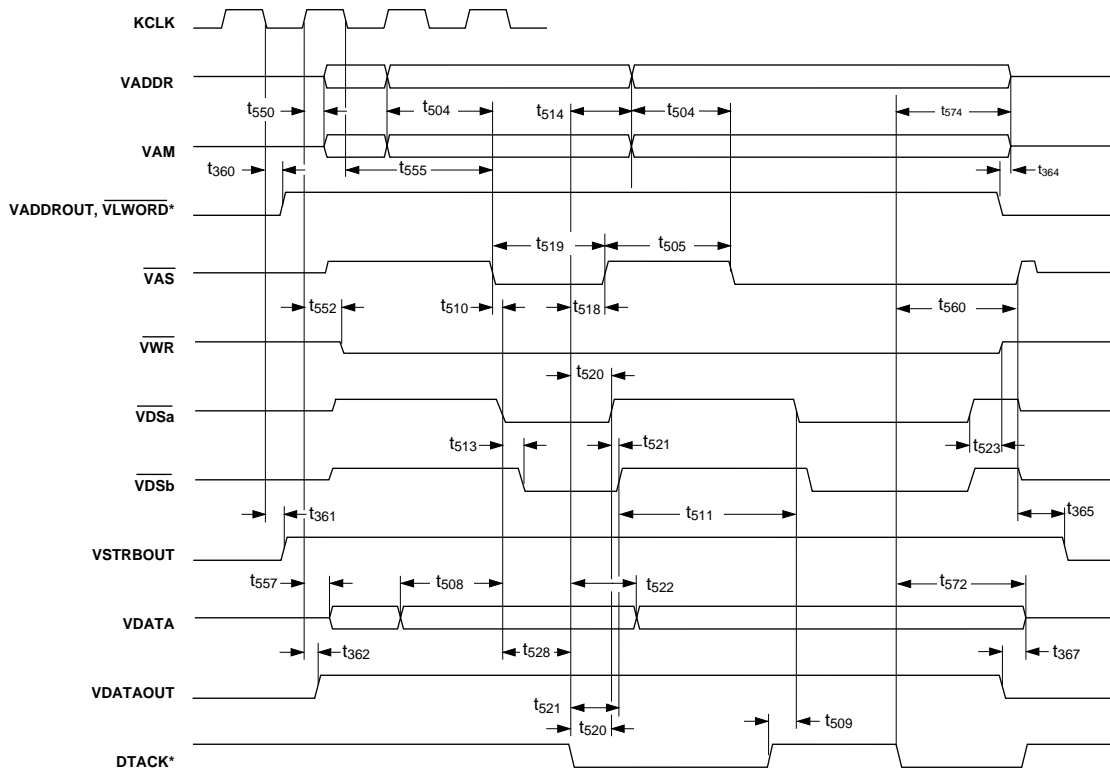 KCLK
VADDR
t550 t504 t514 t504 t574
VAM
t360 t555 t364
VADDROUT, VLWORD*
t519 t505
VAS
t552 t510 t518 t560
VWR
t520
VDSa
t513 t521 t523
VDSb
t361 t511 t365
VSTRBOUT
t557 t508 t522 t572
VDATA
t362 t528 t367
VDATAOUT
t521
t520 t509
DTACK*